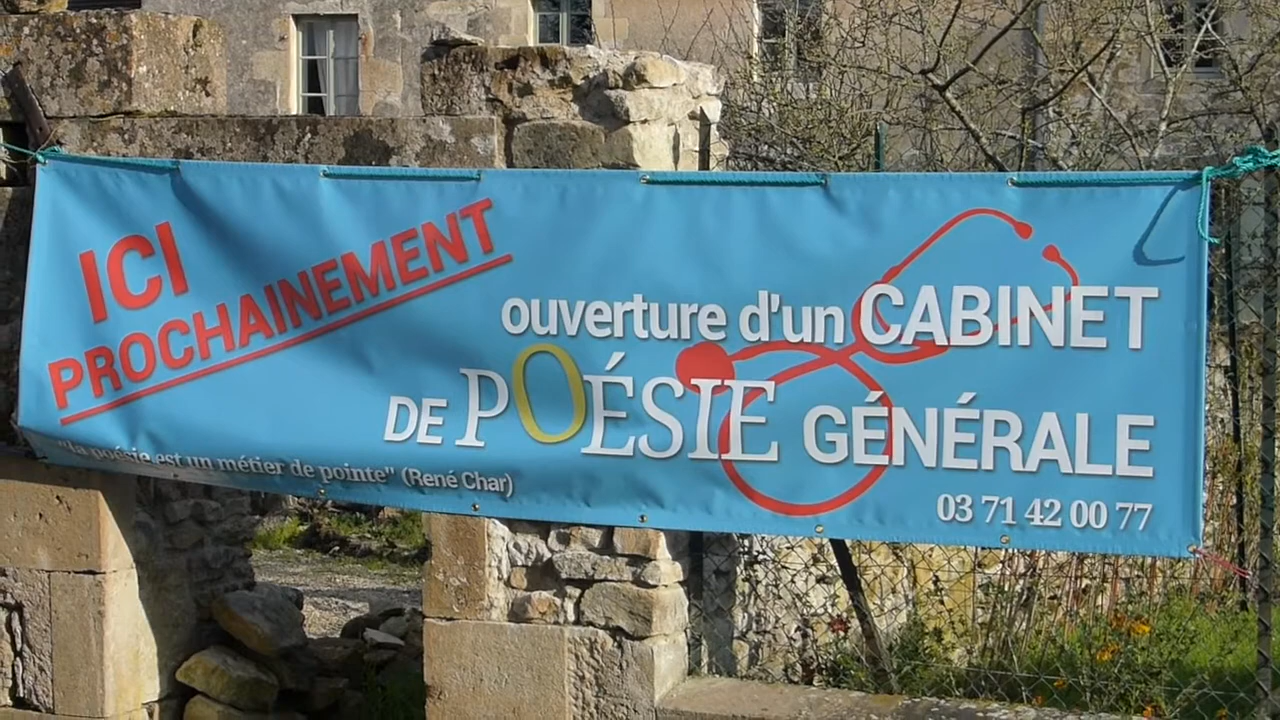 ICI
PROCHAINEMENT
ouverture d'un CABINET
DE POÉSIE GÉNÉRALE
"la poésie est un métier de pointe" (René Char)
03 71 42 00 77